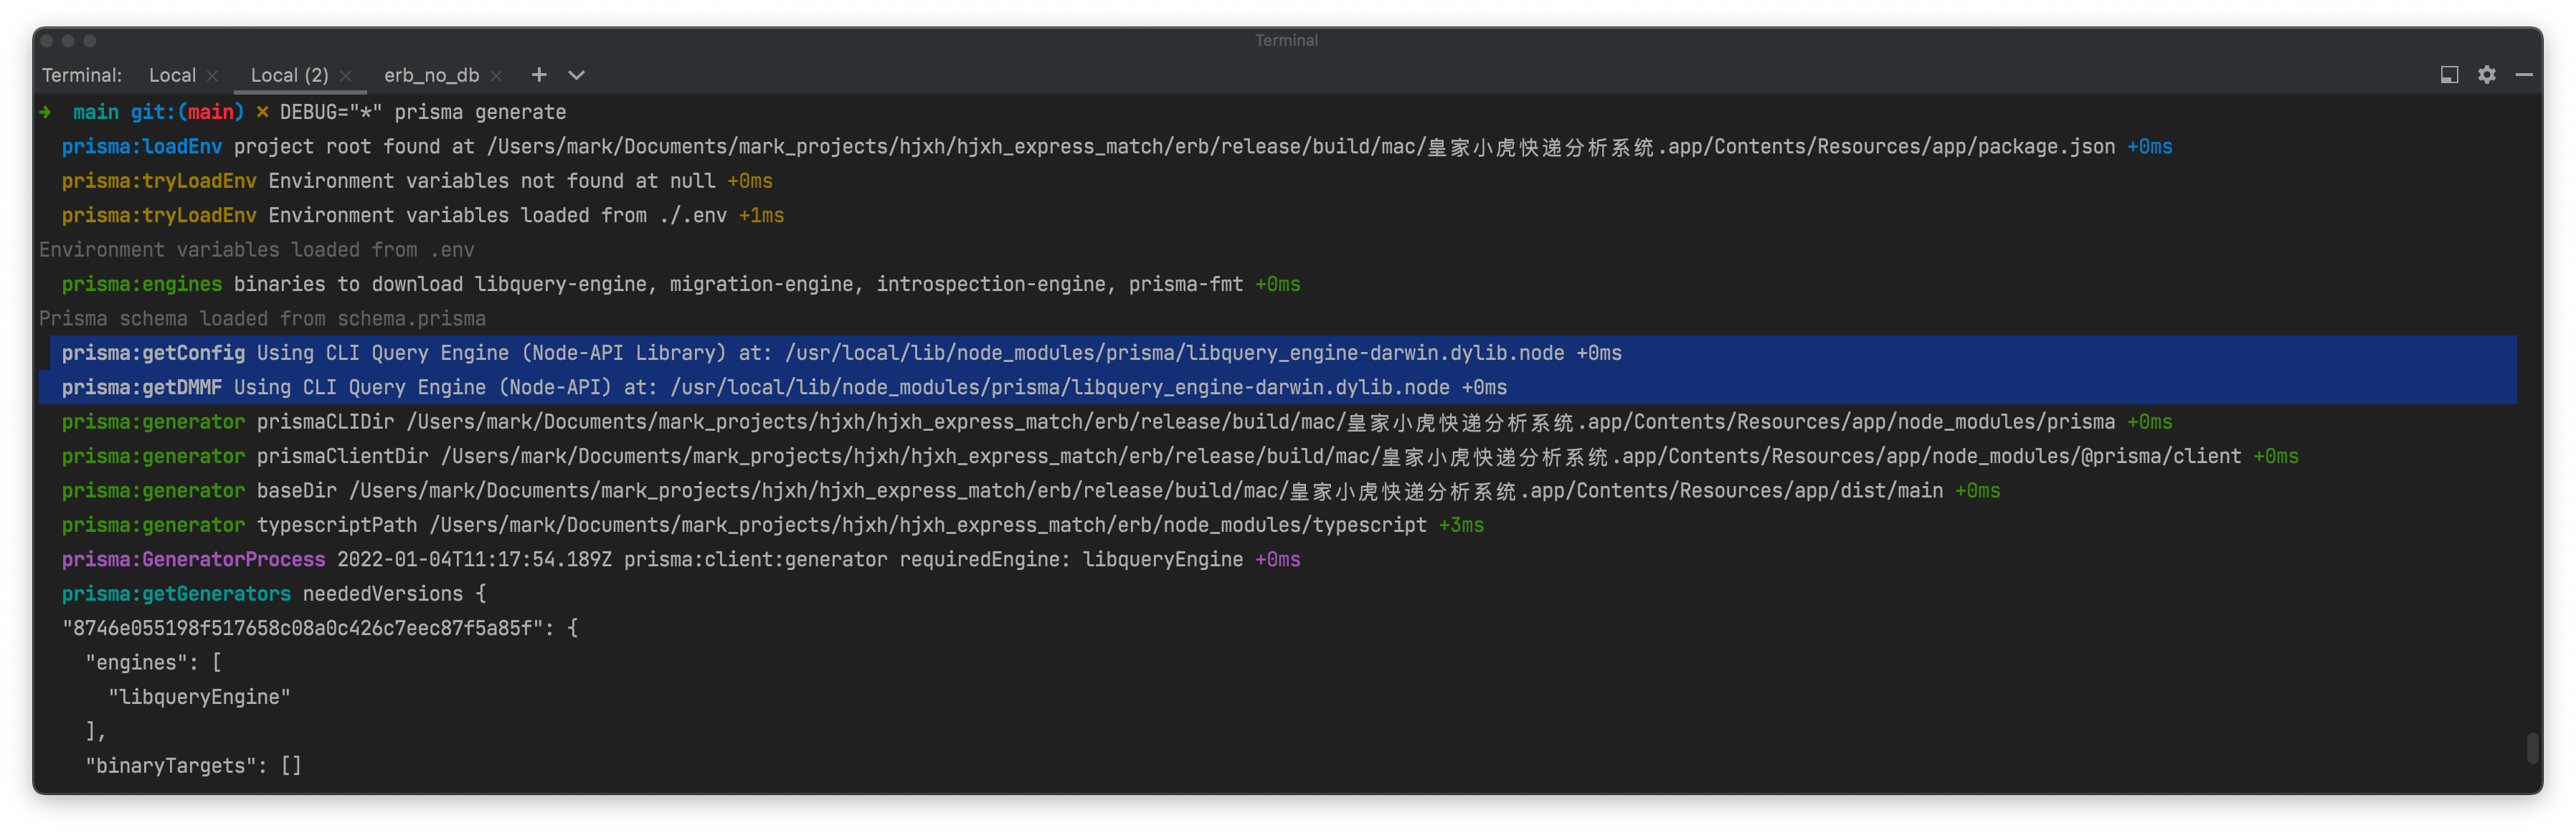 Terminal
Terminal: Local × Local (2) × erb_no_db × +
➜ main git:(main) × DEBUG="*" prisma generate
prisma:loadEnv project root found at /Users/mark/Documents/mark_projects/hjxh/hjxh_express_match/erb/release/build/mac/皇家小虎快递分析系统.app/Contents/Resources/app/package.json +0ms
prisma:tryLoadEnv Environment variables not found at null +0ms
prisma:tryLoadEnv Environment variables loaded from ./.env +1ms
Environment variables loaded from .env
prisma:engines binaries to download libquery-engine, migration-engine, introspection-engine, prisma-fmt +0ms
Prisma schema loaded from schema.prisma
prisma:getConfig Using CLI Query Engine (Node-API Library) at: /usr/local/lib/node_modules/prisma/libquery_engine-darwin.dylib.node +0ms
prisma:getDMMF Using CLI Query Engine (Node-API) at: /usr/local/lib/node_modules/prisma/libquery_engine-darwin.dylib.node +0ms
prisma:generator prismaCLIDir /Users/mark/Documents/mark_projects/hjxh/hjxh_express_match/erb/release/build/mac/皇家小虎快递分析系统.app/Contents/Resources/app/node_modules/prisma +0ms
prisma:generator prismaClientDir /Users/mark/Documents/mark_projects/hjxh/hjxh_express_match/erb/release/build/mac/皇家小虎快递分析系统.app/Contents/Resources/app/node_modules/@prisma/client +0ms
prisma:generator baseDir /Users/mark/Documents/mark_projects/hjxh/hjxh_express_match/erb/release/build/mac/皇家小虎快递分析系统.app/Contents/Resources/app/dist/main +0ms
prisma:generator typescriptPath /Users/mark/Documents/mark_projects/hjxh/hjxh_express_match/erb/node_modules/typescript +3ms
prisma:GeneratorProcess 2022-01-04T11:17:54.189Z prisma:client:generator requiredEngine: libqueryEngine +0ms
prisma:getGenerators neededVersions {
"8746e055198f517658c08a0c426c7eec87f5a85f": {
"engines": [
"libqueryEngine"
],
"binaryTargets": []